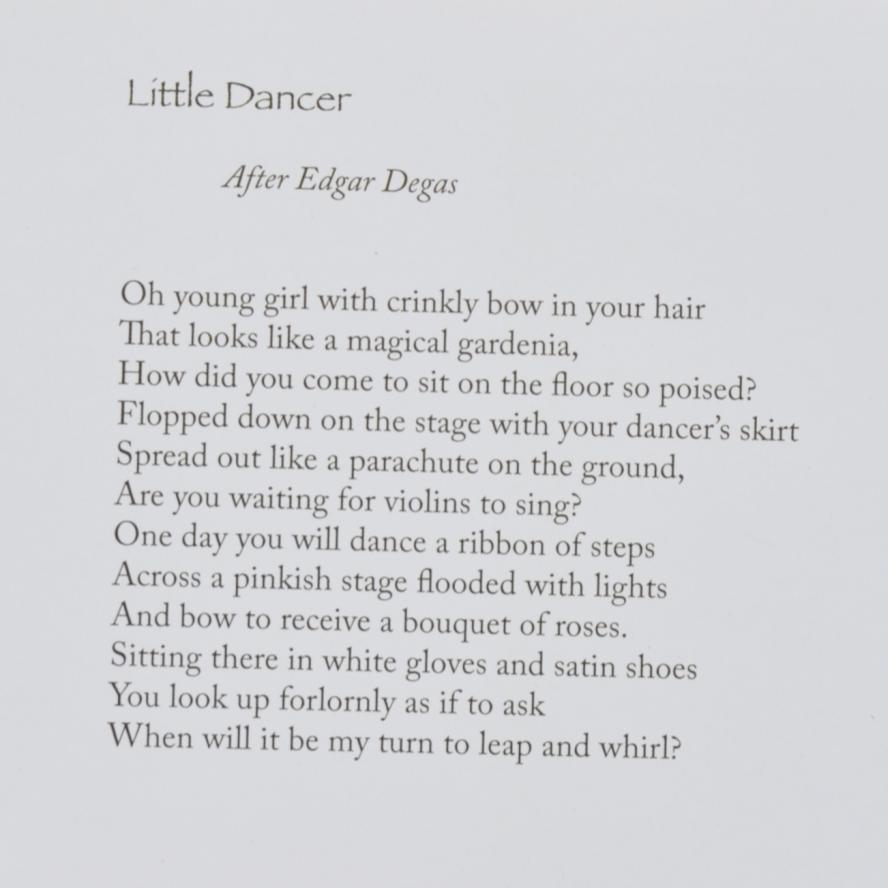 Little Dancer
After Edgar Degas
Oh young girl with crinkly bow in your hair
That looks like a magical gardenia,
How did you come to sit on the floor so poised?
Flopped down on the stage with your dancer’s skirt
Spread out like a parachute on the ground,
Are you waiting for violins to sing?
One day you will dance a ribbon of steps
Across a pinkish stage flooded with lights
And bow to receive a bouquet of roses.
Sitting there in white gloves and satin shoes
You look up forlornly as if to ask
When will it be my turn to leap and whirl?